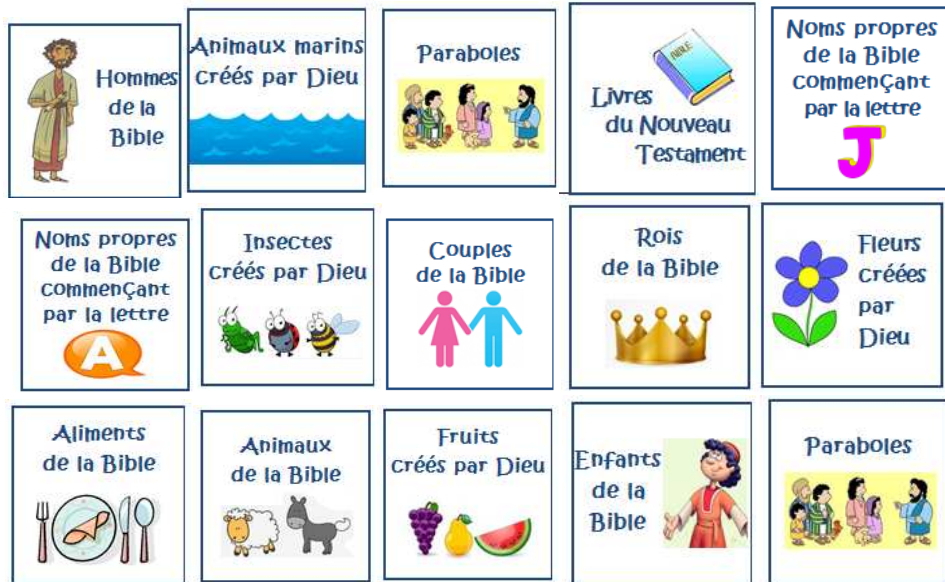 Hommes
de la
Bible
Animaux marins
créés par Dieu
Paraboles
BIBLE
Livres
du Nouveau
Testament
Noms propres
de la Bible
commençant
par la lettre
J
Noms propres
de la Bible
commençant
par la lettre
A
Insectes
créés par Dieu
Couples
de la Bible
Rois
de la Bible
Fleurs
créées
par
Dieu
Aliments
de la Bible
Animaux
de la Bible
Fruits
créés par Dieu
Enfants
de la
Bible
Paraboles